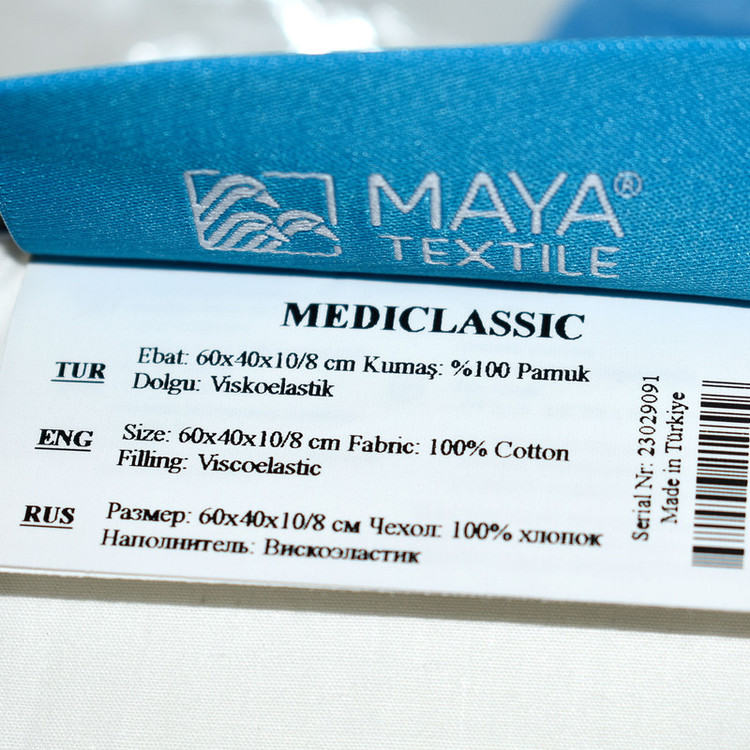 MAYA®
TEXTILE
MEDICLASSIC
TUR
Ebat: 60x40x10/8 cm Kumaş: %100 Pamuk
Dolgu: Viskoelastik
ENG
Size: 60x40x10/8 cm Fabric: 100% Cotton
Filling: Viscoelastic
RUS
Размер: 60x40x10/8 см Чехол: 100% хлопок
Наполнитель: Вискоэластик
Serial Nr: 23029091
Made in Türkiye